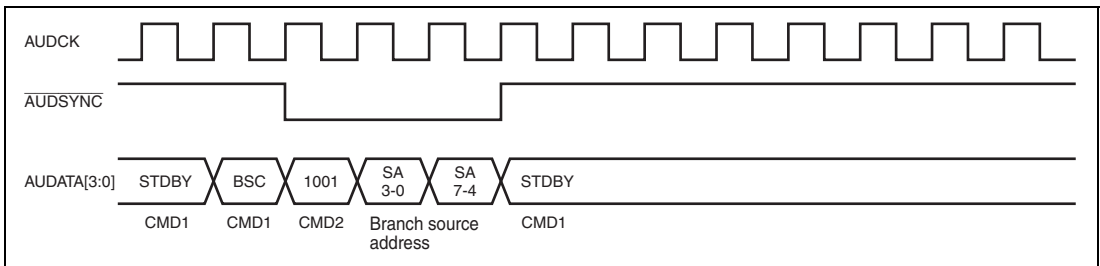 AUDCK
AUDSYNC
AUDATA[3:0]
STDBY
BSC
1001
SA
3-0
SA
7-4
STDBY
CMD1
CMD1
CMD2
Branch source
address
CMD1